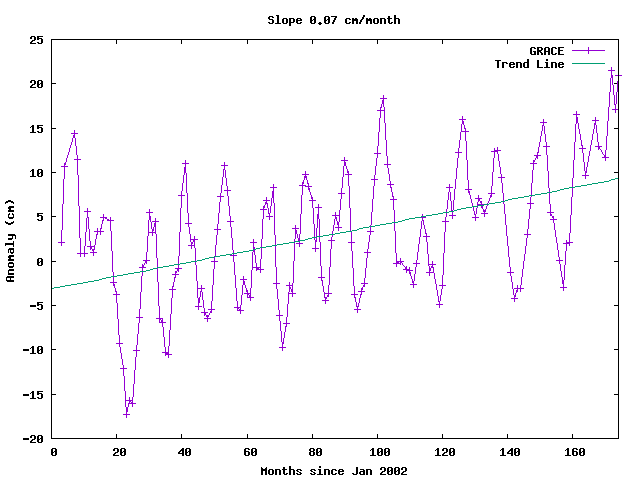 Slope 0.07 cm/month
GRACE
Trend Line
Anomaly (cm)
25
20
15
10
5
0
-5
-10
-15
-20
0 20 40 60 80 100 120 140 160
Months since Jan 2002